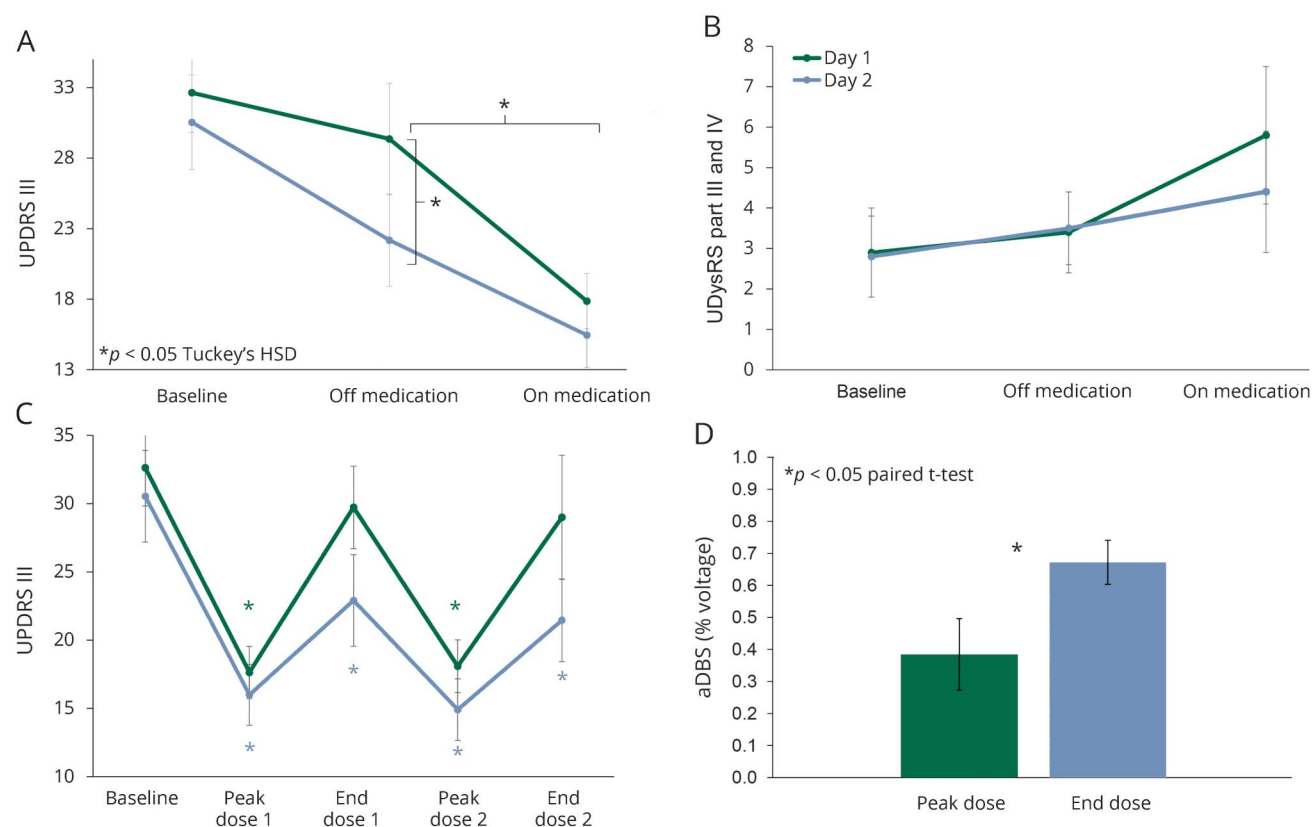 A
UPDRS III
33
28
23
18
13
*
*
*p < 0.05 Tuckey's HSD
Baseline
Off medication
On medication
B
UDysRS part III and IV
8
7
6
5
4
3
2
1
0
Day 1
Day 2
Baseline
Off medication
On medication
C
UPDRS III
35
30
25
20
15
10
*
*
*
*
*
*
Baseline
Peak
dose 1
End
dose 1
Peak
dose 2
End
dose 2
D
aDBS (% voltage)
1.0
0.9
0.8
0.7
0.6
0.5
0.4
0.3
0.2
0.1
0.0
*p < 0.05 paired t-test
*
Peak dose
End dose